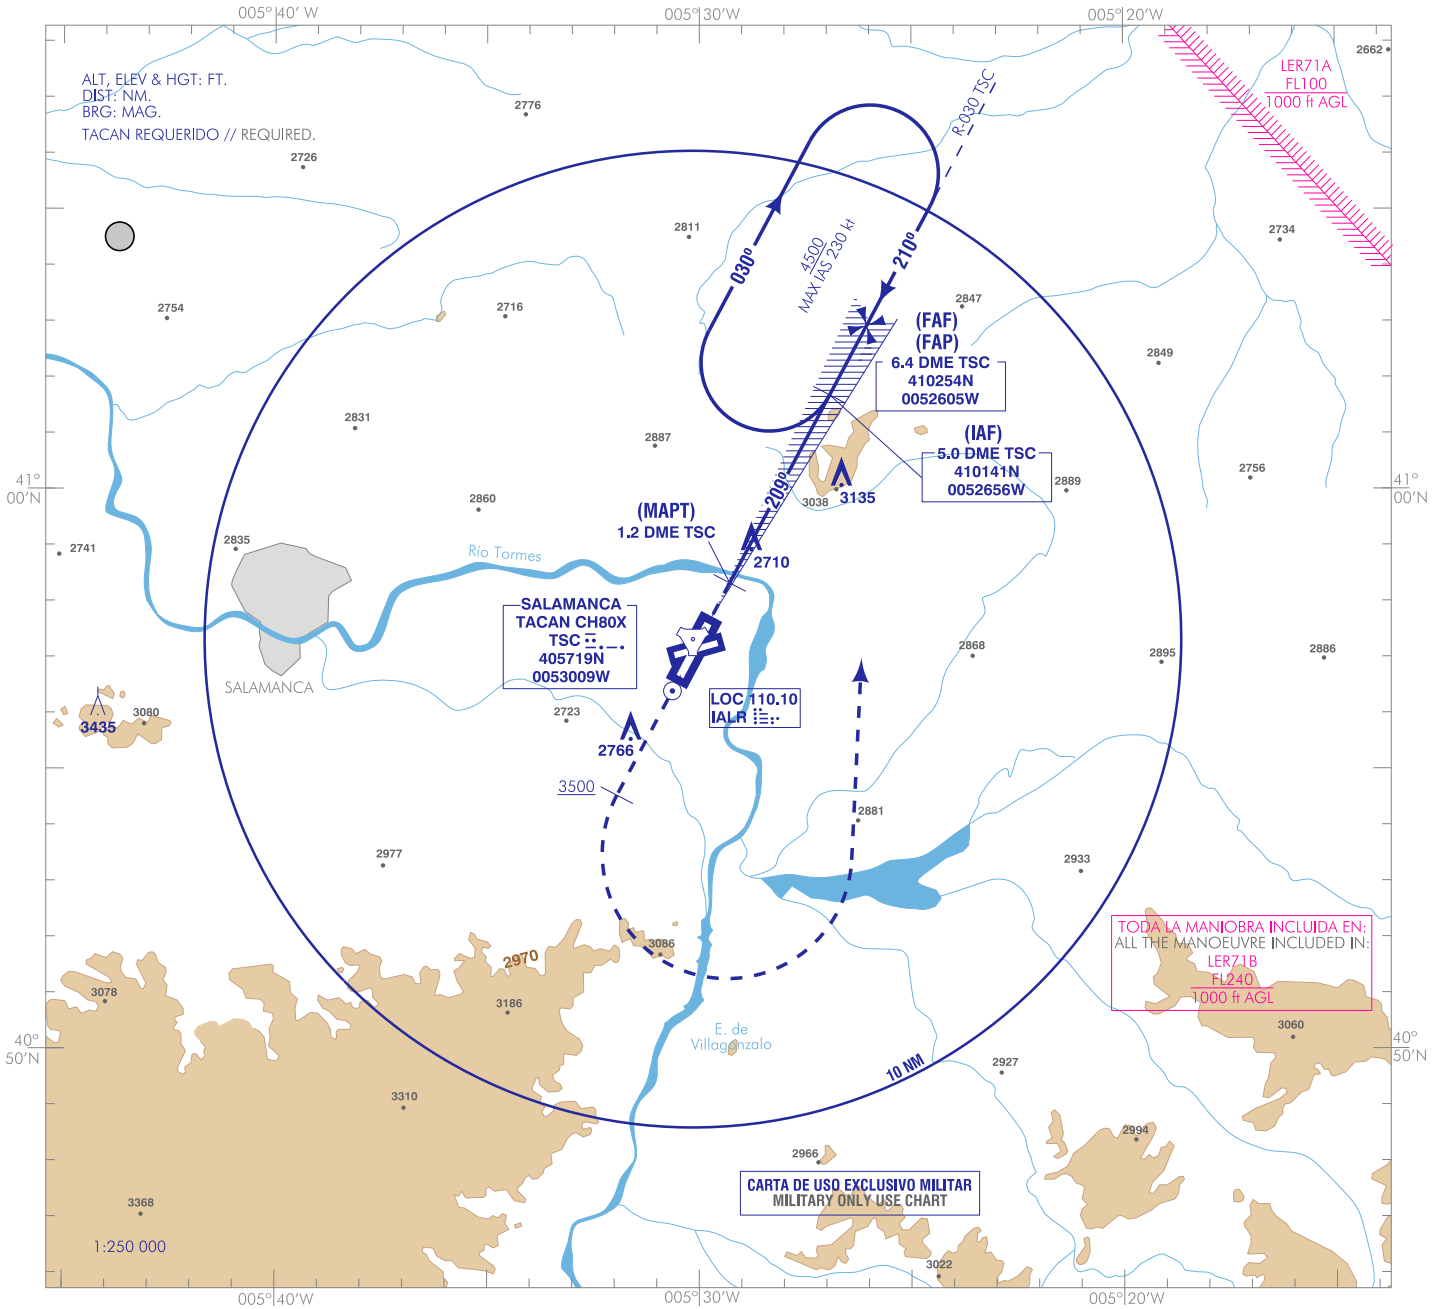 005°40' W
005°30'W
005°20'W
ALT, ELEV & HGT: FT.
DIST: NM.
BRG: MAG.
TACAN REQUERIDO // REQUIRED.
LER71A
FL100
1000 ft AGL
2662
2776
2726
R-030 TSC
2811
2734
4500
MAX IAS 230 kt
030º
210º
2754
2716
2847
(FAF)
(FAP)
6.4 DME TSC
410254N
0052605W
2849
2831
2887
(IAF)
5.0 DME TSC
410141N
0052656W
2756
2889
41°
00'N
41°
00'N
209º
3038
3135
2860
(MAPT)
1.2 DME TSC
2835
2741
Río Tormes
2710
SALAMANCA
TACAN CH80X
TSC
405719N
0053009W
2868
2895
2886
SALAMANCA
LOC 110.10
IALR
3435
3080
2723
2766
3500
2881
2977
2933
TODA LA MANIOBRA INCLUIDA EN:
ALL THE MANOEUVRE INCLUDED IN:
LER71B
FL240
1000 ft AGL
3086
2970
3078
3186
E. de
Villagonzalo
3060
40°
50'N
40°
50'N
10 NM
2927
3310
2994
2966
CARTA DE USO EXCLUSIVO MILITAR
MILITARY ONLY USE CHART
3368
1:250 000
3022
005°40'W
005°30'W
005°20'W